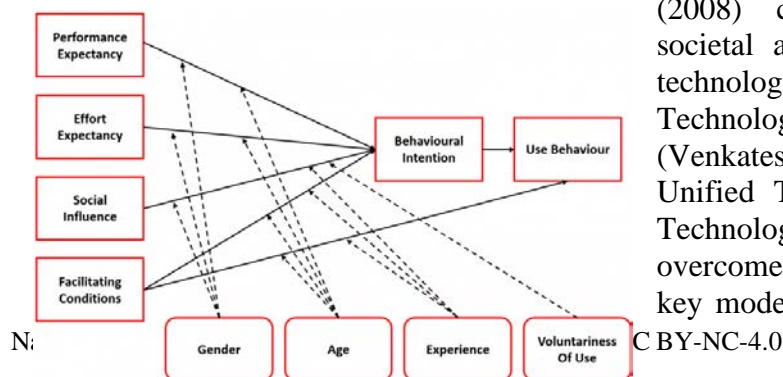 Performance
Expectancy
Effort
Expectancy
Social
Influence
Facilitating
Conditions
Behavioural
Intention
Use Behaviour
Gender
Age
Experience
Voluntariness
Of Use
(2008)
societal
technolog
Technolog
(Venkates
Unified T
Technolog
overcome
key mode
C BY-NC-4.0